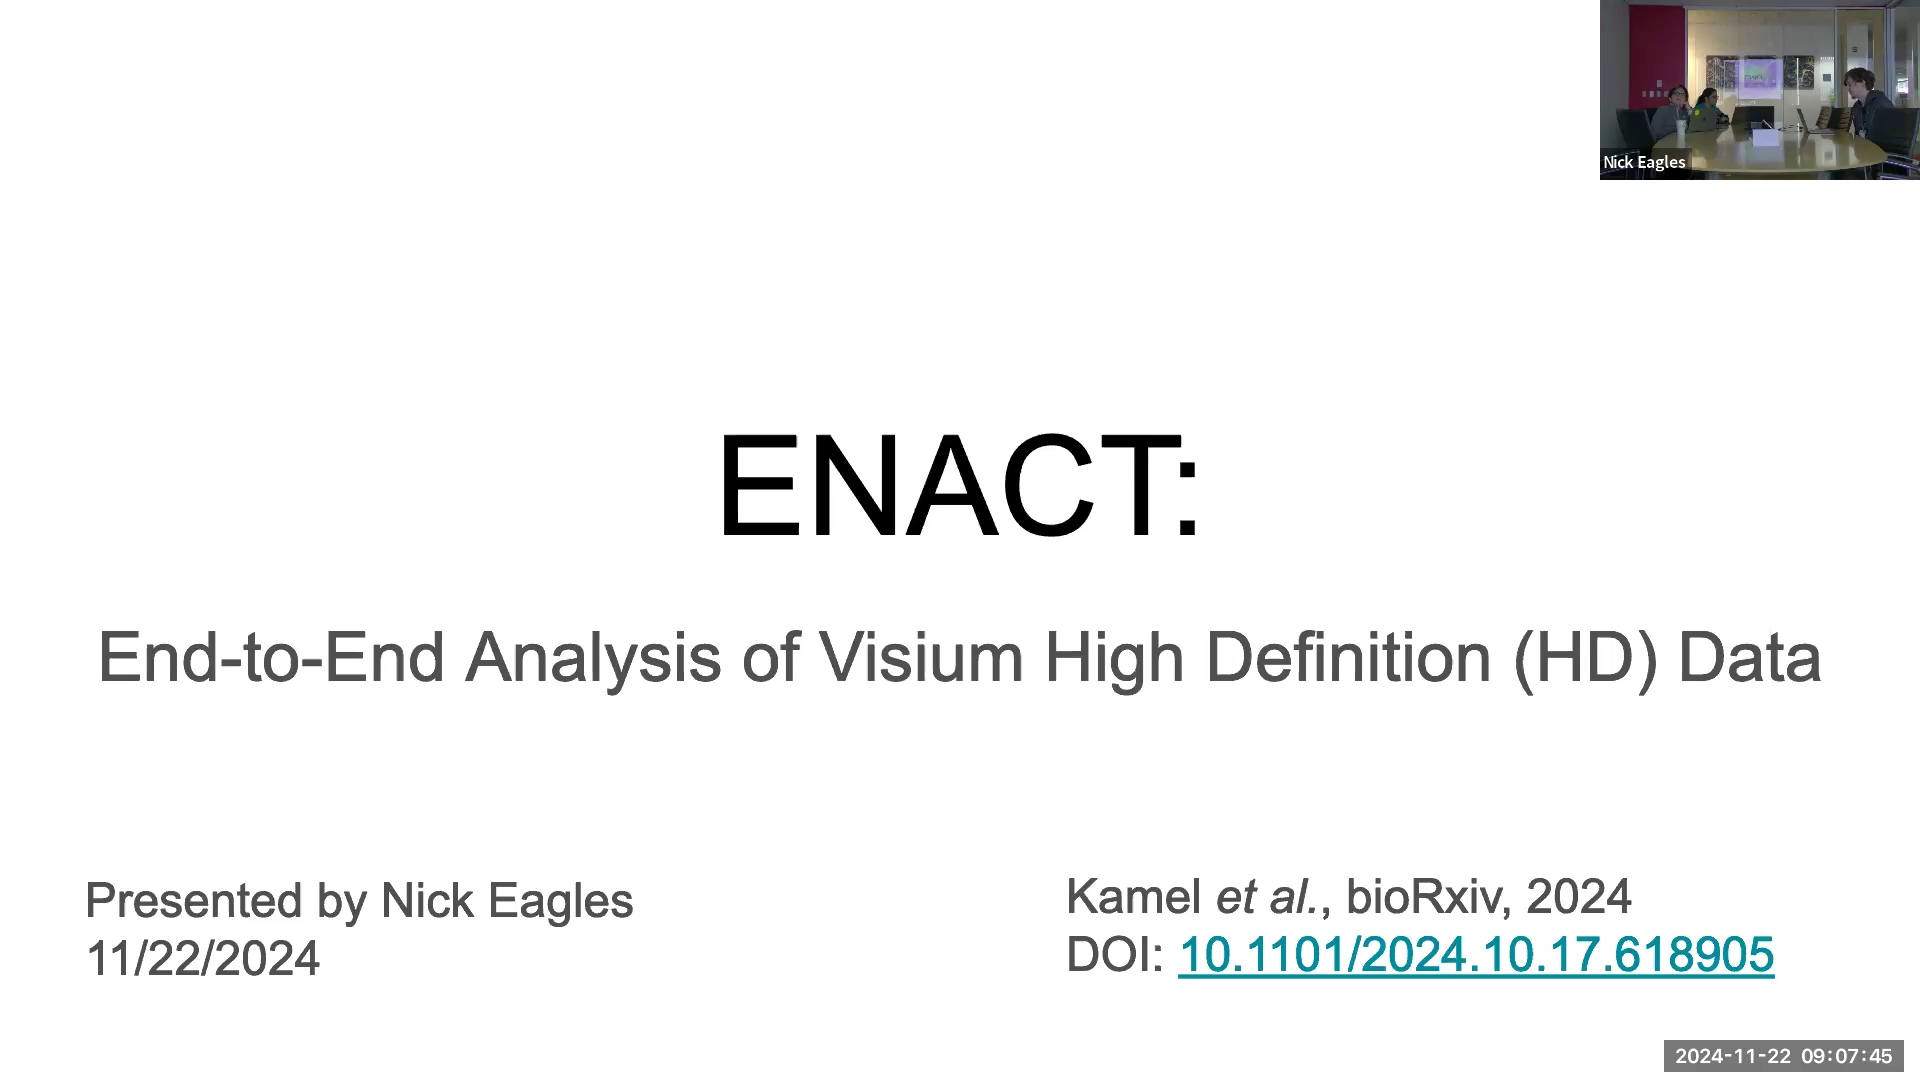 Nick Eagles
ENACT:
End-to-End Analysis of Visium High Definition (HD) Data
Presented by Nick Eagles
11/22/2024
Kamel et al., bioRxiv, 2024
DOI: 10.1101/2024.10.17.618905
2024-11-22 09:07:45